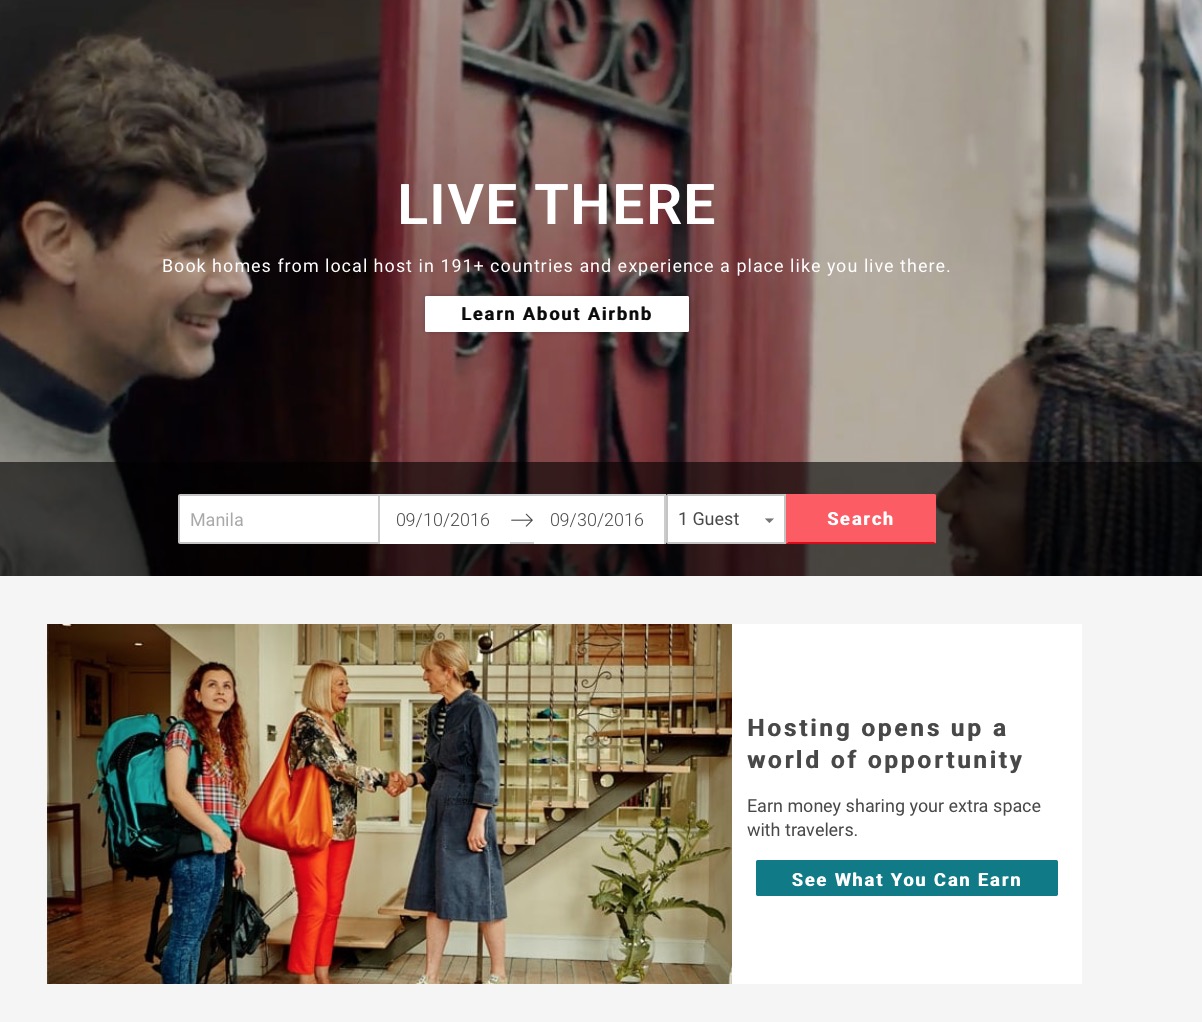 LIVE THERE
Book homes from local host in 191+ countries and experience a place like you live there.
Learn About Airbnb
Manila 09/10/2016 → 09/30/2016 1 Guest Search
Hosting opens up a
world of opportunity
Earn money sharing your extra space
with travelers.
See What You Can Earn